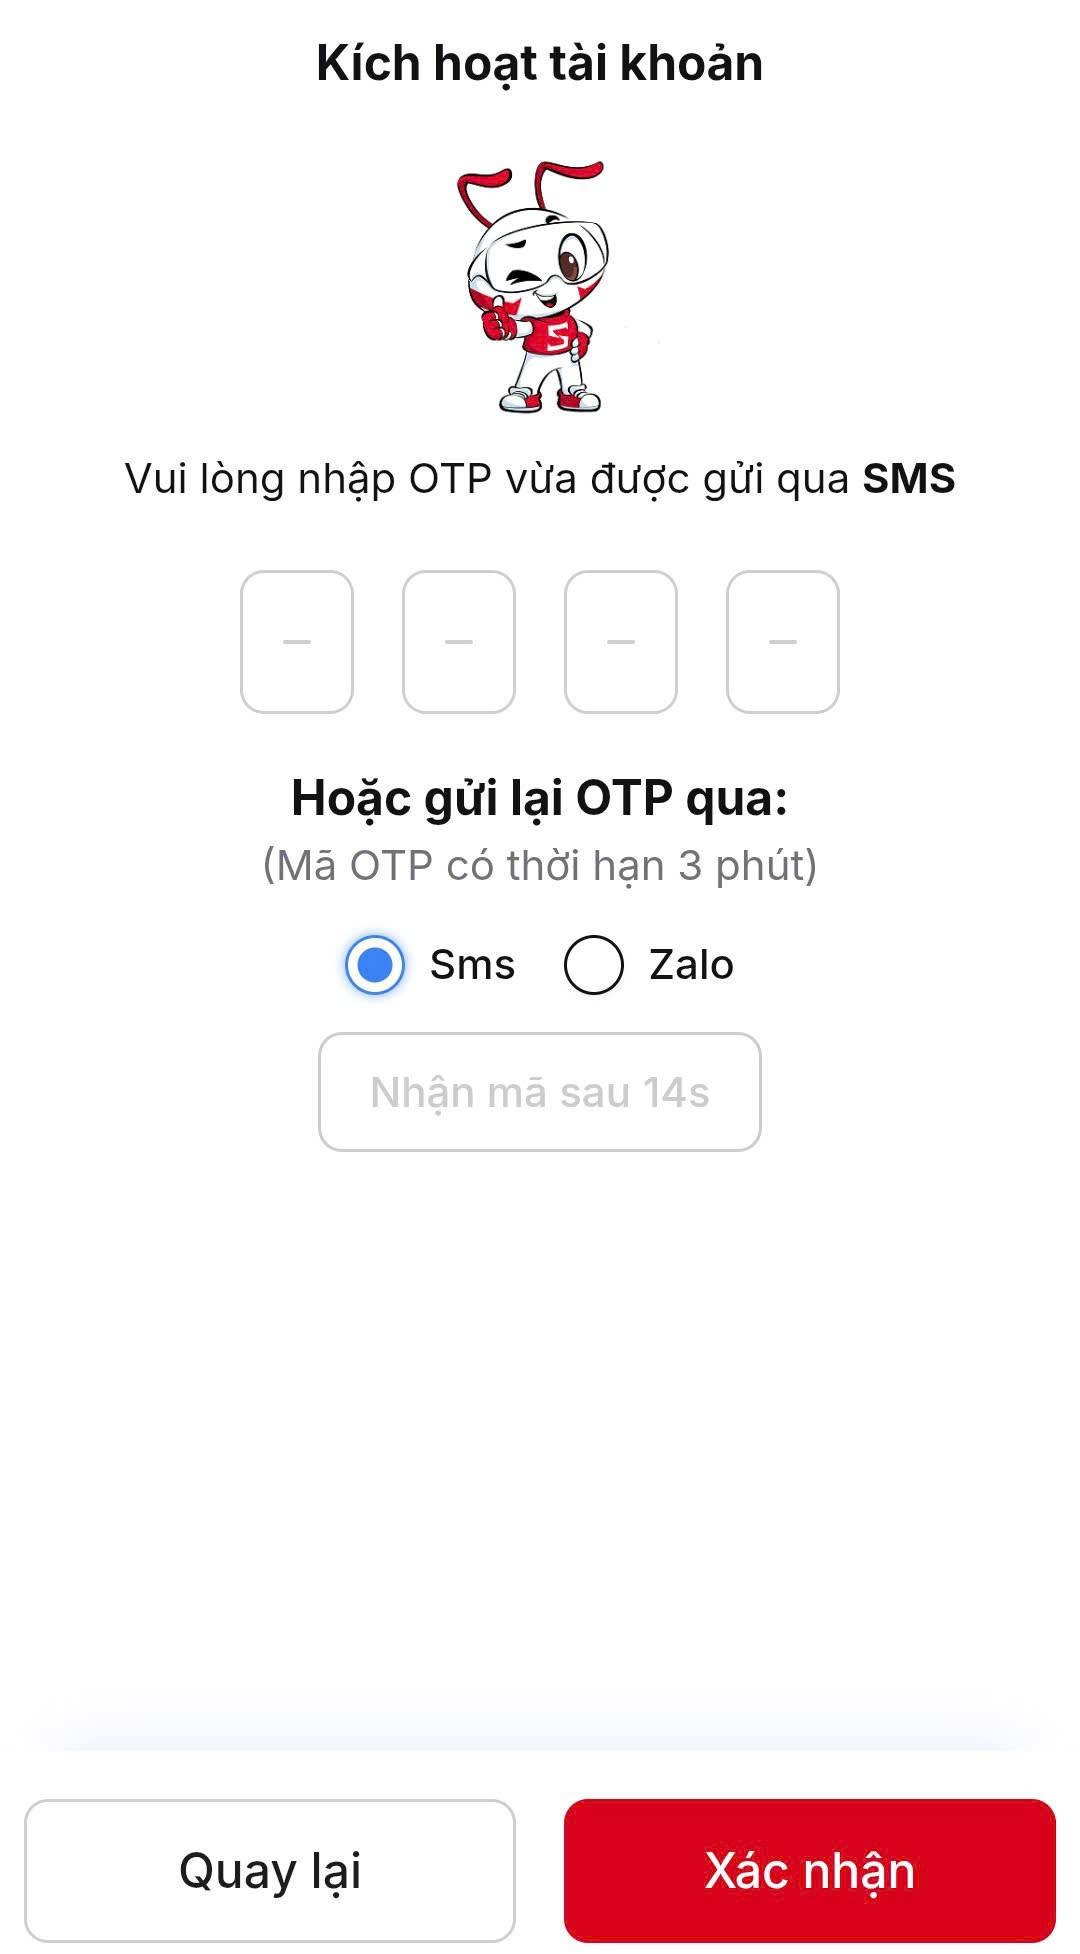 Kích hoạt tài khoản
S
Vui lòng nhập OTP vừa được gửi qua SMS
– – – –
Hoặc gửi lại OTP qua:
(Mã OTP có thời hạn 3 phút)
Sms Zalo
Nhận mã sau 14s
Quay lại Xác nhận